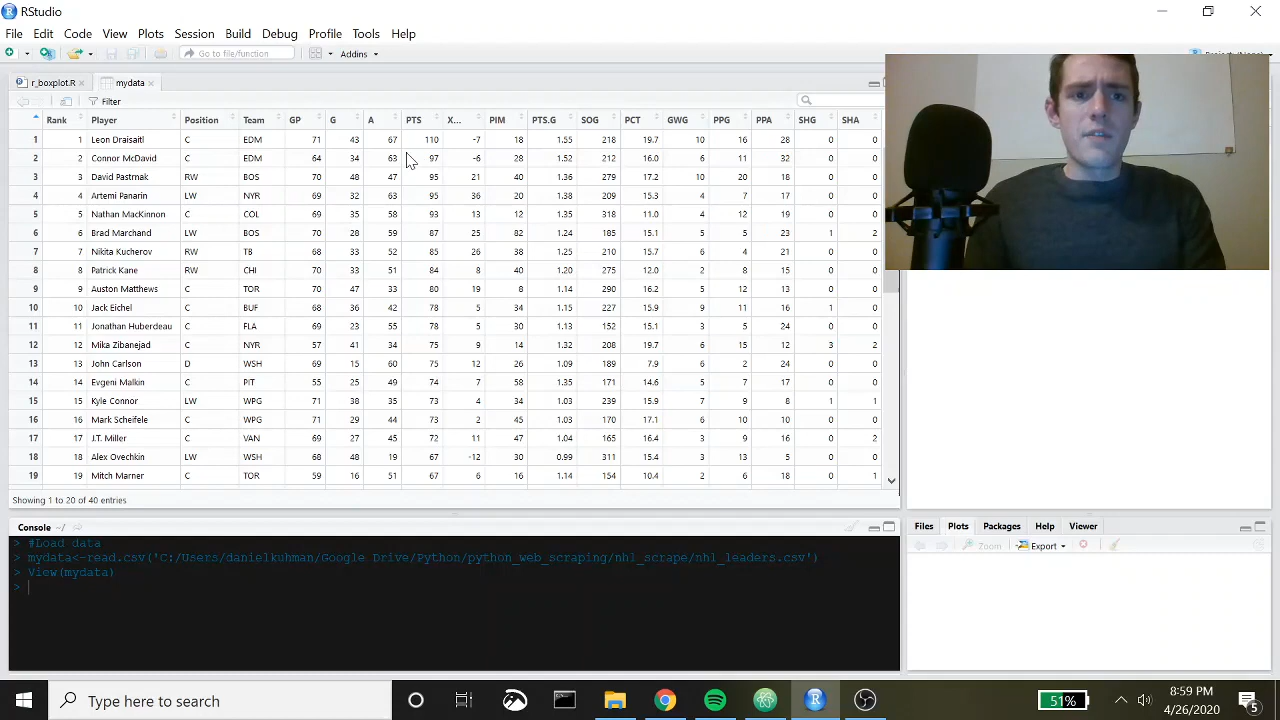 RStudio
File Edit Code View Plots Session Build Debug Profile Tools Help
Go to file/function Addins
r_boxplot.R mydata
Filter
Rank Player Position Team GP G A PTS X... PIM PTS.G SOG PCT GWG PPG PPA SHG SHA
1 1 Leon Draisaitl C EDM 71 43 67 110 -7 18 1.55 218 19.7 10 16 28 0 0
2 2 Connor McDavid C EDM 64 34 63 97 -6 28 1.52 212 16.0 6 11 32 0 0
3 3 David Pastrnak RW BOS 70 48 47 95 21 40 1.36 279 17.2 10 20 18 0 0
4 4 Artemi Panarin LW NYR 69 32 63 95 36 20 1.38 209 15.3 4 7 17 0 0
5 5 Nathan MacKinnon C COL 69 35 58 93 13 12 1.35 318 11.0 4 12 19 0 0
6 6 Brad Marchand LW BOS 70 28 59 87 25 82 1.24 185 15.1 5 5 23 1 2
7 7 Nikita Kucherov RW TB 68 33 52 85 26 38 1.25 210 15.7 6 4 21 0 0
8 8 Patrick Kane RW CHI 70 33 51 84 8 40 1.20 275 12.0 2 8 15 0 0
9 9 Auston Matthews C TOR 70 47 33 80 19 8 1.14 290 16.2 5 12 13 0 0
10 10 Jack Eichel C BUF 68 36 42 78 5 34 1.15 227 15.9 9 11 16 1 0
11 11 Jonathan Huberdeau C FLA 69 23 55 78 5 30 1.13 152 15.1 3 5 24 0 0
12 12 Mika Zibanejad C NYR 57 41 34 75 9 14 1.32 208 19.7 6 15 12 3 2
13 13 John Carlson D WSH 69 15 60 75 12 26 1.09 189 7.9 6 2 24 0 0
14 14 Evgeni Malkin C PIT 55 25 49 74 7 58 1.35 171 14.6 5 7 17 0 0
15 15 Kyle Connor LW WPG 71 38 35 73 4 34 1.03 239 15.9 7 9 8 1 1
16 16 Mark Scheifele C WPG 71 29 44 73 2 45 1.03 170 17.1 6 10 10 0 0
17 17 J.T. Miller C VAN 69 27 45 72 11 47 1.04 165 16.4 3 9 16 0 2
18 18 Alex Ovechkin LW WSH 68 48 19 67 -12 30 0.99 311 15.4 3 13 5 0 0
19 19 Mitch Marner C TOR 59 16 51 67 6 16 1.14 154 10.4 2 6 18 0 1
Showing 1 to 20 of 40 entries
Console ~/
> #Load data
> mydata<-read.csv('C:/Users/danielkuhman/Google Drive/Python/python_web_scraping/nhl_scrape/nhl_leaders.csv')
> View(mydata)
>
Files Plots Packages Help Viewer
Zoom Export
Type here to search
51%
8:59 PM
4/26/2020
5